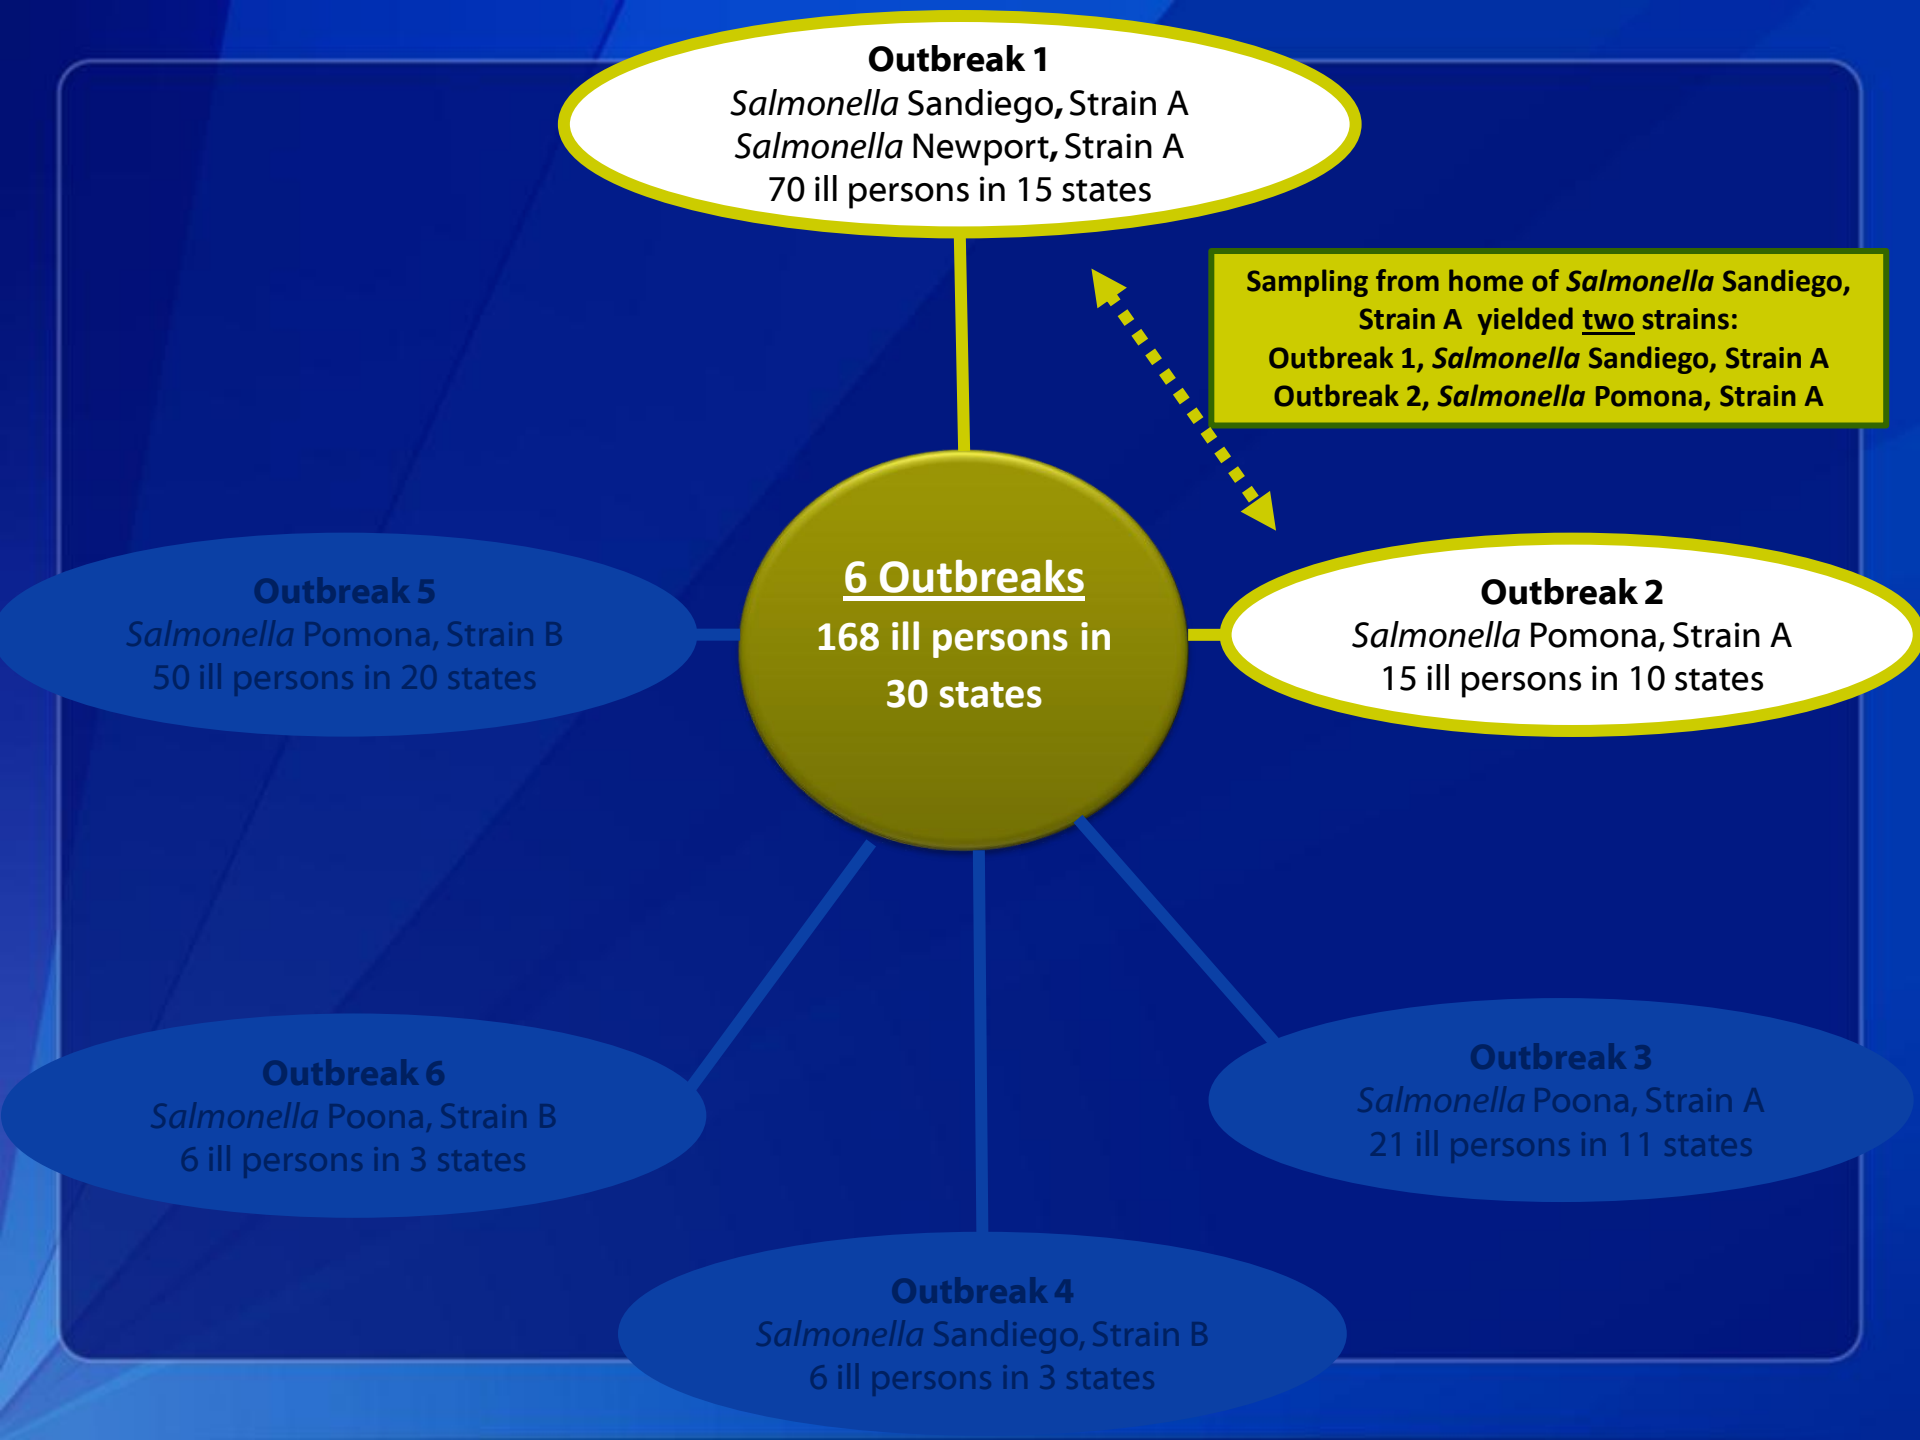 Outbreak 1
Salmonella Sandiego, Strain A
Salmonella Newport, Strain A
70 ill persons in 15 states
Sampling from home of Salmonella Sandiego,
Strain A yielded two strains:
Outbreak 1, Salmonella Sandiego, Strain A
Outbreak 2, Salmonella Pomona, Strain A
6 Outbreaks
168 ill persons in
30 states
Outbreak 5
Salmonella Pomona, Strain B
50 ill persons in 20 states
Outbreak 2
Salmonella Pomona, Strain A
15 ill persons in 10 states
Outbreak 6
Salmonella Poona, Strain B
6 ill persons in 3 states
Outbreak 3
Salmonella Poona, Strain A
21 ill persons in 11 states
Outbreak 4
Salmonella Sandiego, Strain B
6 ill persons in 3 states